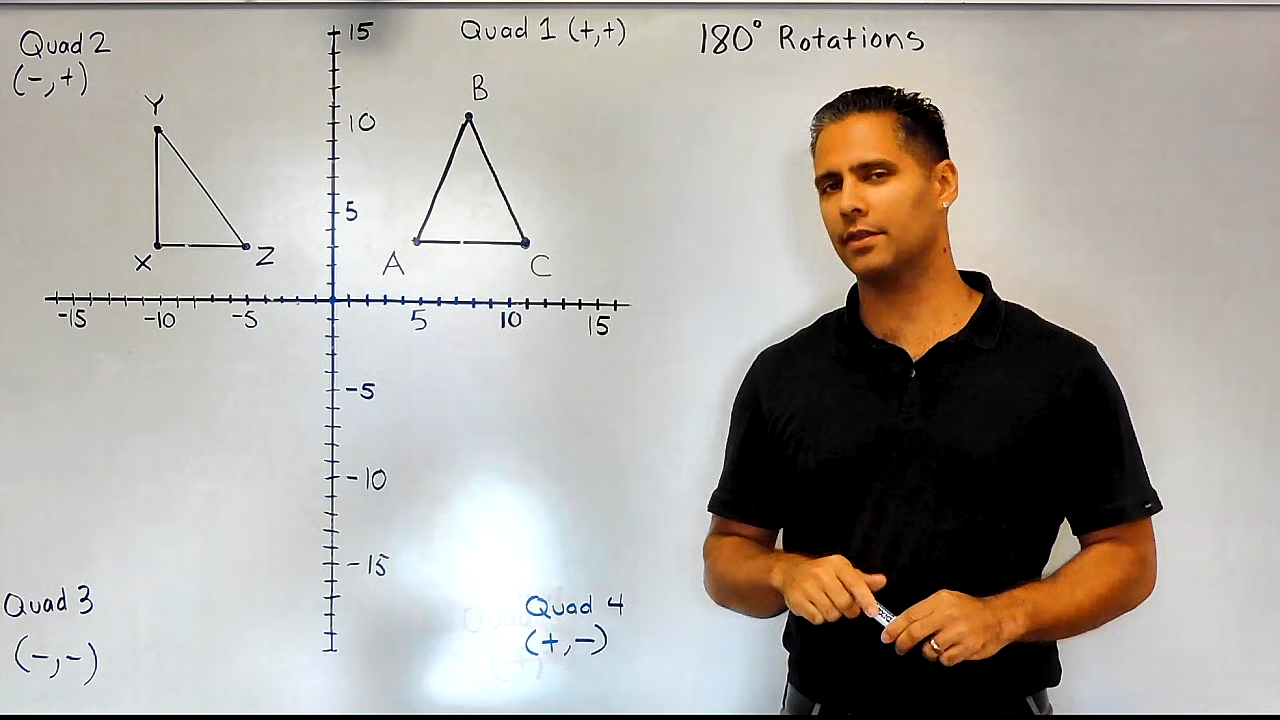 Quad 2
(-,+)
Quad 1 (+,+)
180° Rotations
Y
B
X
Z
A
C
15
10
5
-15
-10
-5
5
10
15
-5
-10
-15
Quad 3
(-,-)
Quad 4
(+,-)